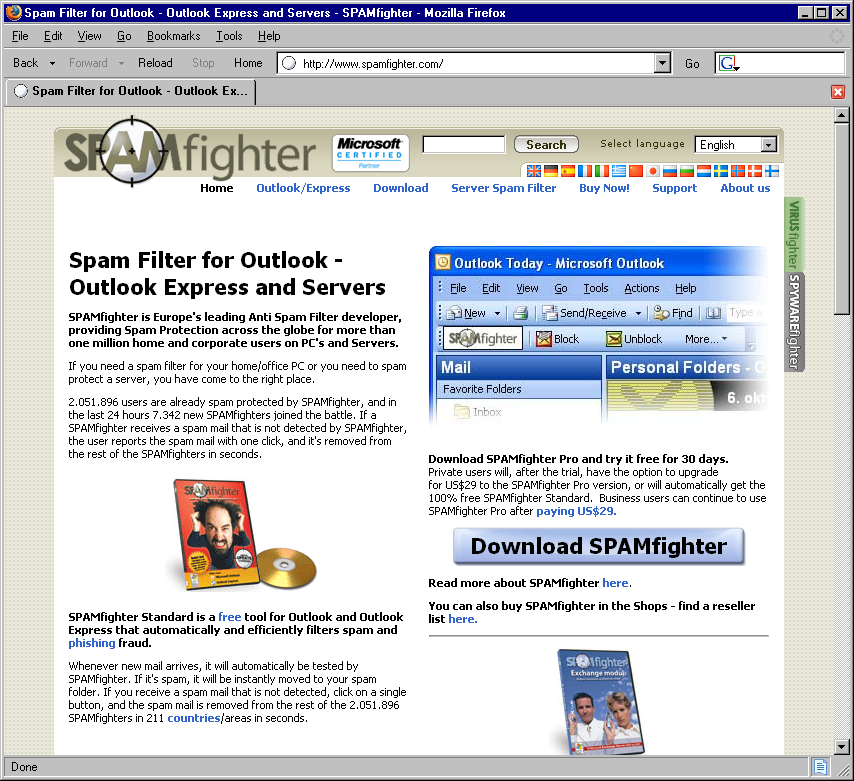 Spam Filter for Outlook - Outlook Express and Servers - SPAMfighter - Mozilla Firefox
File Edit View Go Bookmarks Tools Help
Back Forward Reload Stop Home http://www.spamfighter.com/ Go G
Spam Filter for Outlook - Outlook Ex...
SPAMfighter
Microsoft
CERTIFIED
Partner
Search
Select language
English
Home Outlook/Express Download Server Spam Filter Buy Now! Support About us
VIRUSfighter
SPYWAREfighter
Spam Filter for Outlook -
Outlook Express and Servers
SPAMfighter is Europe's leading Anti Spam Filter developer,
providing Spam Protection across the globe for more than
one million home and corporate users on PC's and Servers.
If you need a spam filter for your home/office PC or you need to spam
protect a server, you have come to the right place.
2.051.896 users are already spam protected by SPAMfighter, and in
the last 24 hours 7.342 new SPAMfighters joined the battle. If a
SPAMfighter receives a spam mail that is not detected by SPAMfighter,
the user reports the spam mail with one click, and it's removed from
the rest of the SPAMfighters in seconds.
SPAMfighter
SPAMfighter Standard is a free tool for Outlook and Outlook
Express that automatically and efficiently filters spam and
phishing fraud.
Whenever new mail arrives, it will automatically be tested by
SPAMfighter. If it's spam, it will be instantly moved to your spam
folder. If you receive a spam mail that is not detected, click on a single
button, and the spam mail is removed from the rest of the 2.051.896
SPAMfighters in 211 countries/areas in seconds.
Outlook Today - Microsoft Outlook
File Edit View Go Tools Actions Help
New Send/Receive Find Type
SPAMfighter Block Unblock More...
Mail Personal Folders - O
Favorite Folders
Inbox
6. okt
Download SPAMfighter Pro and try it free for 30 days.
Private users will, after the trial, have the option to upgrade
for US$29 to the SPAMfighter Pro version, or will automatically get the
100% free SPAMfighter Standard. Business users can continue to use
SPAMfighter Pro after paying US$29.
Download SPAMfighter
Read more about SPAMfighter here.
You can also buy SPAMfighter in the Shops - find a reseller
list here.
SPAMfighter
Exchange module
Done